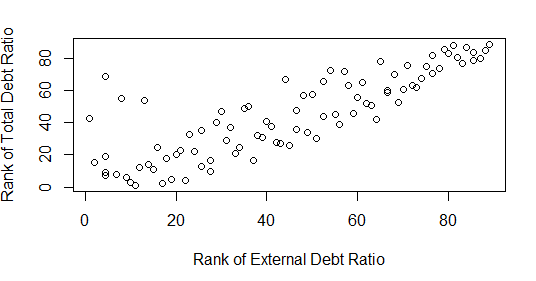 Rank of Total Debt Ratio
80
60
40
20
0
0 20 40 60 80
Rank of External Debt Ratio